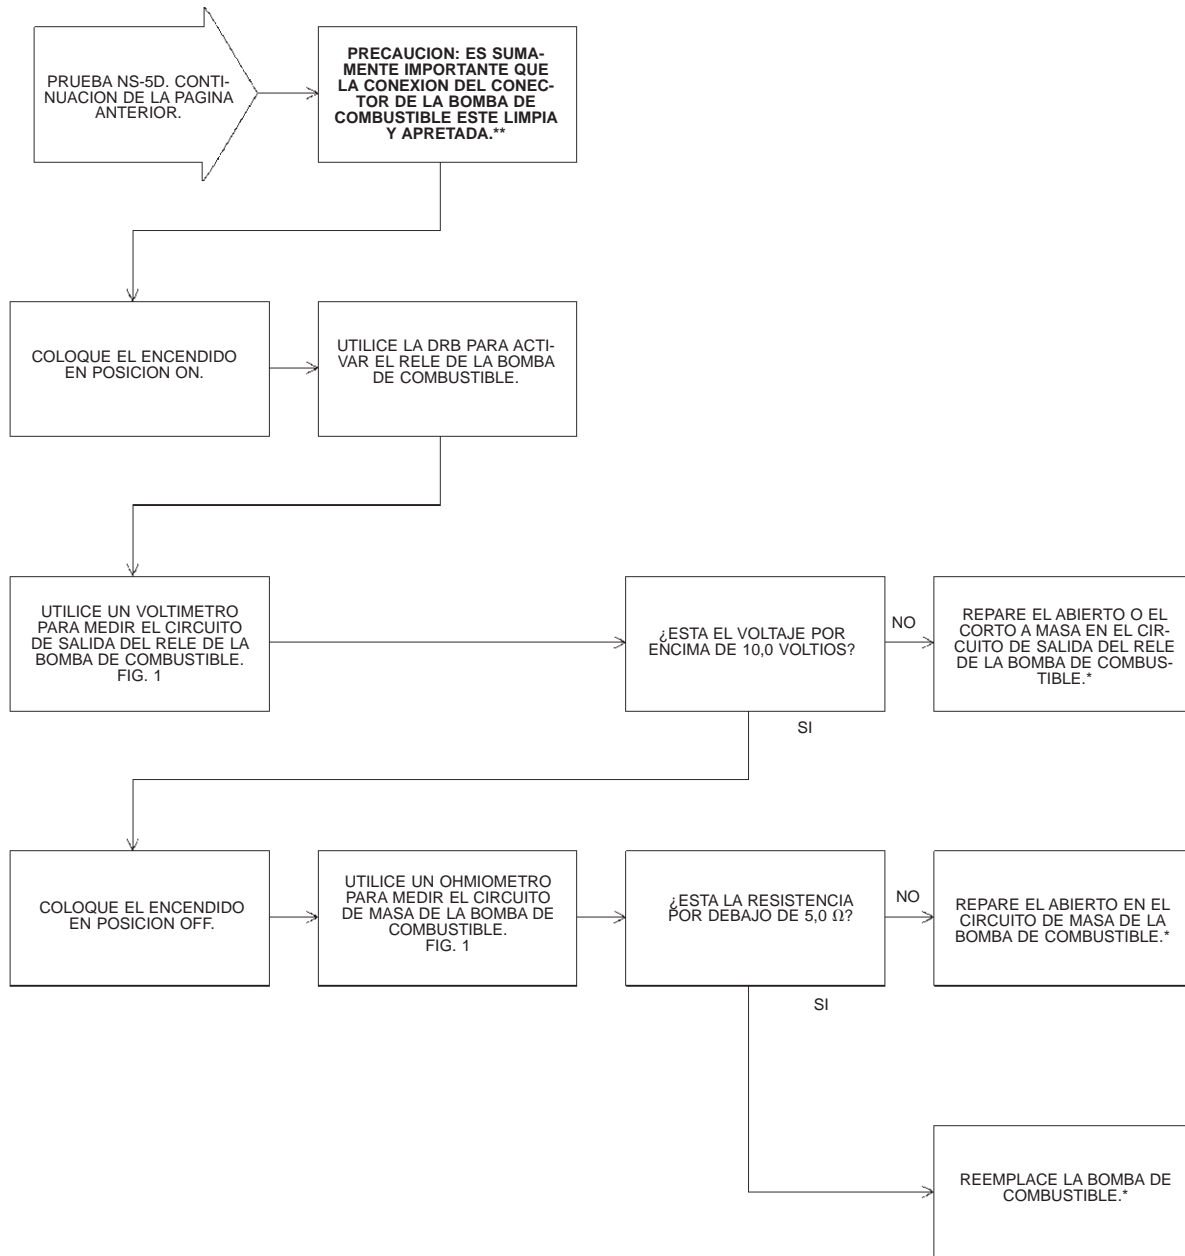 PRUEBA NS-5D. CONTI-
NUACION DE LA PAGINA
ANTERIOR.
PRECAUCION: ES SUMA-
MENTE IMPORTANTE QUE
LA CONEXION DEL CONEC-
TOR DE LA BOMBA DE
COMBUSTIBLE ESTE LIMPIA
Y APRETADA.**
COLOQUE EL ENCENDIDO
EN POSICION ON.
UTILICE LA DRB PARA ACTI-
VAR EL RELE DE LA BOMBA
DE COMBUSTIBLE.
UTILICE UN VOLTIMETRO
PARA MEDIR EL CIRCUITO
DE SALIDA DEL RELE DE LA
BOMBA DE COMBUSTIBLE.
FIG. 1
¿ESTA EL VOLTAJE POR
ENCIMA DE 10,0 VOLTIOS?
NO
REPARE EL ABIERTO O EL
CORTO A MASA EN EL CIR-
CUITO DE SALIDA DEL RELE
DE LA BOMBA DE COMBUS-
TIBLE.*
SI
COLOQUE EL ENCENDIDO
EN POSICION OFF.
UTILICE UN OHMIOMETRO
PARA MEDIR EL CIRCUITO
DE MASA DE LA BOMBA DE
COMBUSTIBLE.
FIG. 1
¿ESTA LA RESISTENCIA
POR DEBAJO DE 5,0 Ω?
NO
REPARE EL ABIERTO EN EL
CIRCUITO DE MASA DE LA
BOMBA DE COMBUSTIBLE.*
SI
REEMPLACE LA BOMBA DE
COMBUSTIBLE.*